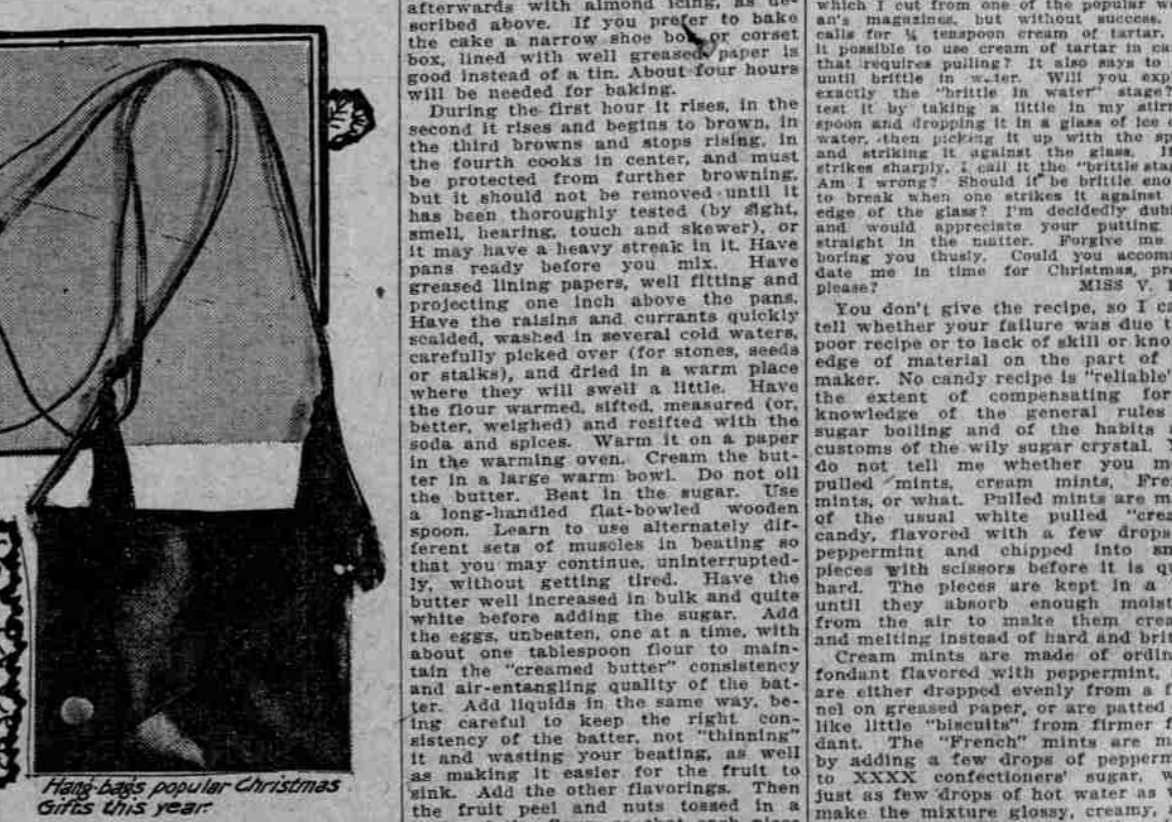 Hang-bags popular Christmas
Gifts this year.
afterwards with almond icing, as de-
scribed above. If you prefer to bake
the cake a narrow shoe box or corset
box, lined with well greased paper is
good instead of a tin. About four hours
will be needed for baking.
During the first hour it rises, in the
second it rises and begins to brown, in
the third browns and stops rising, in
the fourth cooks in center, and must
be protected from further browning,
but it should not be removed until it
has been thoroughly tested (by sight,
smell, hearing, touch and skewer), or
it may have a heavy streak in it. Have
pans ready before you mix. Have
greased lining papers, well fitting and
projecting one inch above the pans.
Have the raisins and currants quickly
scalded, washed in several cold waters,
carefully picked over (for stones, seeds
or stalks), and dried in a warm place
where they will swell a little. Have
the flour warmed, sifted, measured (or,
better, weighed) and resifted with the
soda and spices. Warm it on a paper
in the warming oven. Cream the but-
ter in a large warm bowl. Do not oil
the butter. Beat in the sugar. Use
a long-handled flat-bowled wooden
spoon. Learn to use alternately dif-
ferent sets of muscles in beating so
that you may continue, uninterrupted-
ly, without getting tired. Have the
butter well increased in bulk and quite
white before adding the sugar. Add
the eggs, unbeaten, one at a time, with
about one tablespoon flour to main-
tain the "creamed butter" consistency
and air-entangling quality of the bat-
ter. Add liquids in the same way, be-
ing careful to keep the right con-
sistency of the batter, not "thinning"
it and wasting your beating, as well
as making it easier for the fruit to
sink. Add the other flavorings. Then
the fruit peel and nuts tossed in a
which I cut from one of the popular
an's magazines, but without success.
calls for ¼ teaspoon cream of tartar.
it possible to use cream of tartar in
that requires pulling? It also says to
until brittle in water. Will you
exactly the "brittle in water" stage?
test it by taking a little in my
spoon and dropping it in a glass of ice
water, then picking it up with the
and striking it against the glass.
strikes sharply, I call it the "brittle
Am I wrong? Should it be brittle
to break when one strikes it against
edge of the glass? I'm decidedly
and would appreciate your putting
straight in the matter. Forgive me
boring you thusly. Could you
date me in time for Christmas,
please? MISS V.
You don't give the recipe, so I
tell whether your failure was due
poor recipe or to lack of skill or
edge of material on the part of
maker. No candy recipe is "reliable"
the extent of compensating for
knowledge of the general rules
sugar boiling and of the habits
customs of the wily sugar crystal.
do not tell me whether you
pulled mints, cream mints,
mints, or what. Pulled mints are
of the usual white pulled
candy, flavored with a few drops
peppermint and chipped into
pieces with scissors before it is
hard. The pieces are kept in a
until they absorb enough
from the air to make them
and melting instead of hard and
Cream mints are made of
fondant flavored with peppermint,
are either dropped evenly from a
nel on greased paper, or are patted
like little "biscuits" from firmer
dant. The "French" mints are
by adding a few drops of
to XXXX confectioners' sugar,
just as few drops of hot water as
make the mixture glossy, creamy,